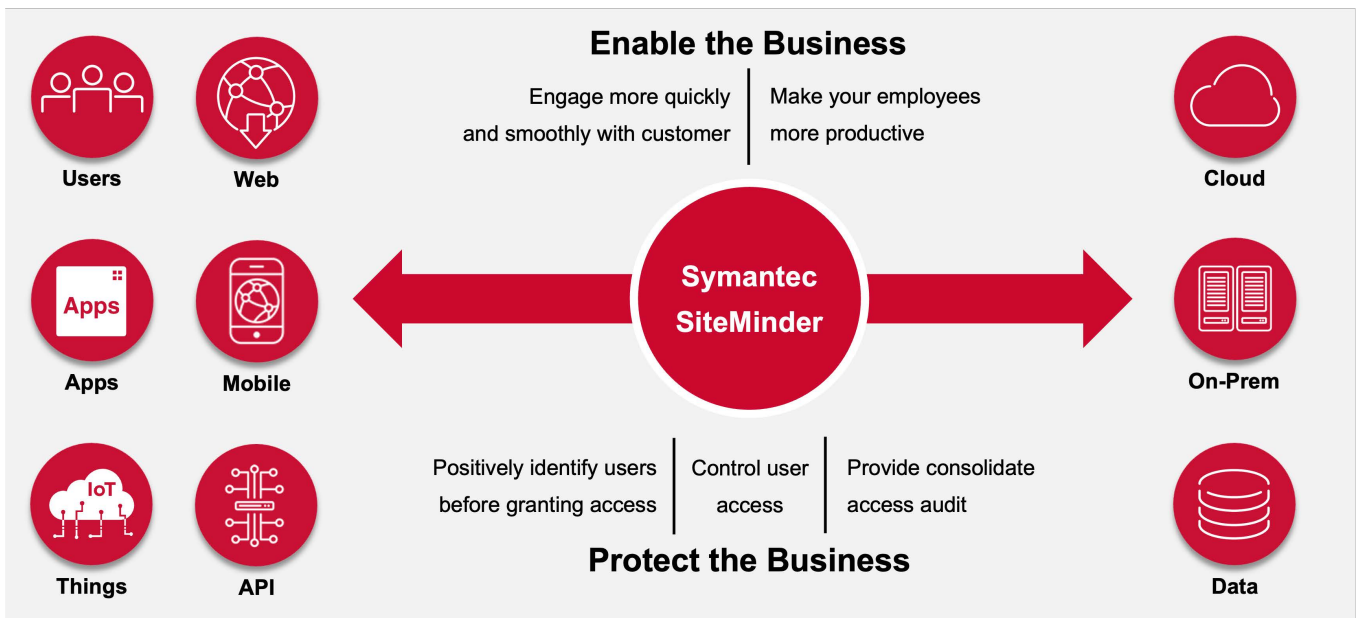 Enable the Business
Engage more quickly
and smoothly with customer
Make your employees
more productive
Users
Web
Cloud
Apps
Apps
Mobile
Symantec
SiteMinder
On-Prem
Positively identify users
before granting access
Control user
access
Provide consolidate
access audit
Protect the Business
IoT
Things
API
Data